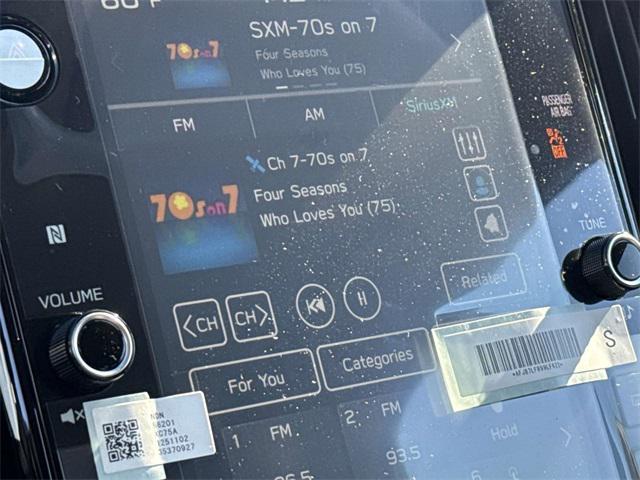 SXM-70s on 7
70s on 7
Four Seasons
Who Loves You (75)
FM
AM
SiriusXM
PASSENGER
AIR BAG
OFF
Ch 7-70s on 7
70s on 7
Four Seasons
Who Loves You (75)
N
TUNE
VOLUME
Related
CH
CH
For You
Categories
S
1 FM
2 FM
93.5
Hold
6